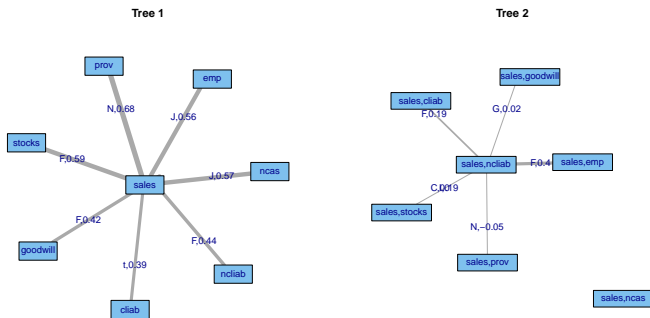 Tree 1
Tree 2
prov
emp
stocks
N,0.68
J,0.56
F,0.59
J,0.57
ncas
sales
F,0.42
F,0.44
goodwill
t,0.39
ncliab
cliab
sales,goodwill
sales,cliab
F,0.19
G,0.02
sales,ncliab
F,0.4
sales,emp
sales,stocks
N,−0.05
sales,prov
sales,ncas